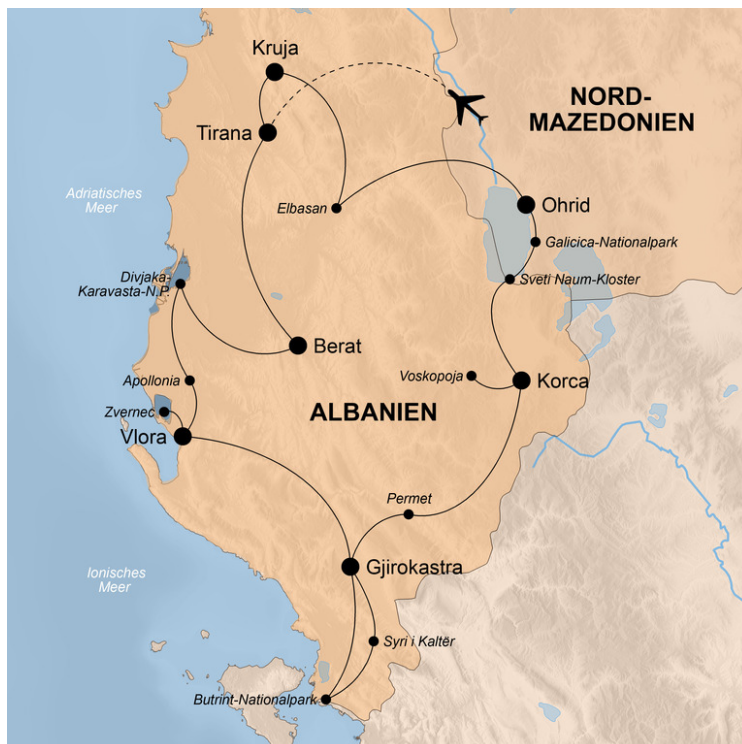 Kruja
NORD-
MAZEDONIEN
Tirana
Adriatisches
Meer
Elbasan
Ohrid
Galicica-Nationalpark
Divjaka-
Karavasta-N.P.
Sveti Naum-Kloster
Berat
Voskopoja
Korca
Apollonia
Zvernec
ALBANIEN
Vlora
Permet
Gjirokastra
Ionisches
Meer
Syri i Kaltër
Butrint-Nationalpark